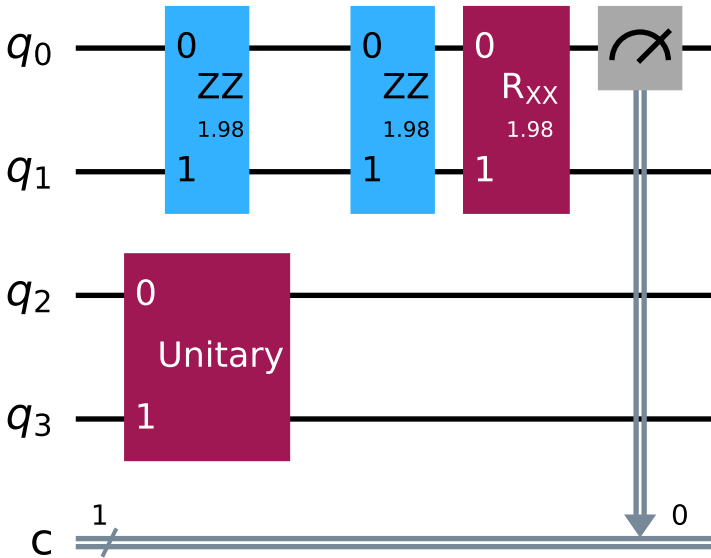 q0 0 0 0
ZZ ZZ RXX
1.98 1.98 1.98
q1 1 1 1
q2 0
Unitary
q3 1
1 0
c